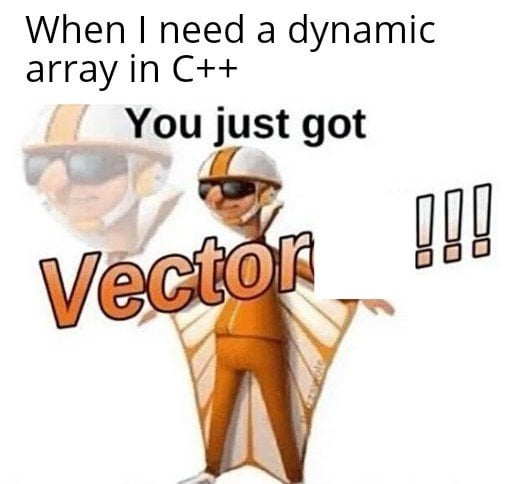 When I need a dynamic
array in C++
You just got
Vector !!!